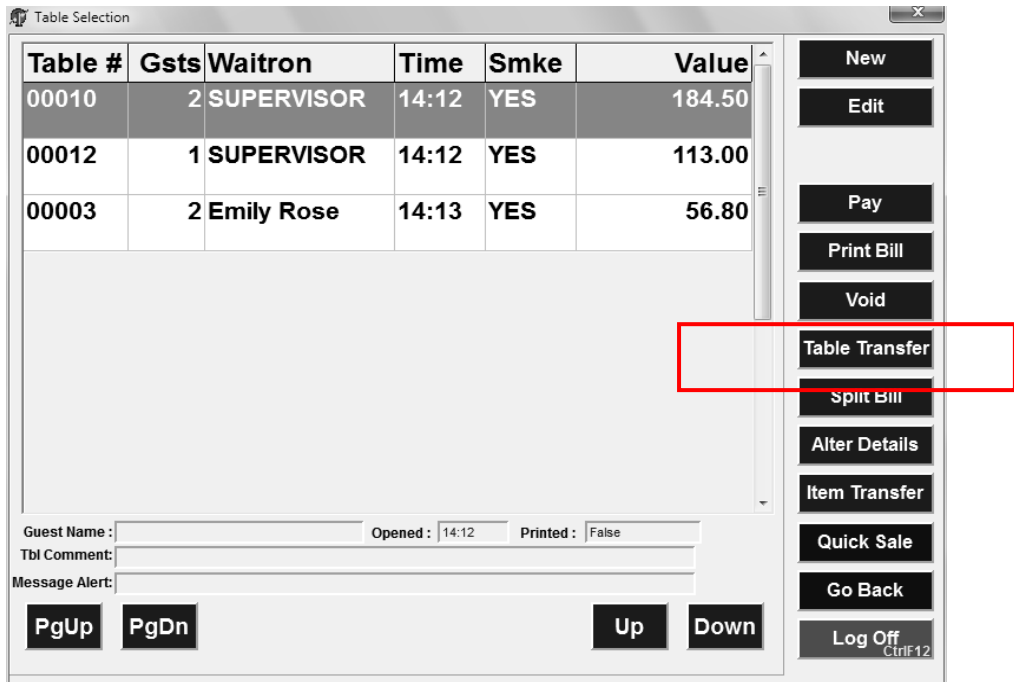 Table Selection
x
Table # Gsts Waitron Time Smke Value
00010 2 SUPERVISOR 14:12 YES 184.50
00012 1 SUPERVISOR 14:12 YES 113.00
00003 2 Emily Rose 14:13 YES 56.80
Guest Name : Opened : 14:12 Printed : False
Tbl Comment:
Message Alert:
PgUp PgDn Up Down
New
Edit
Pay
Print Bill
Void
Table Transfer
Split Bill
Alter Details
Item Transfer
Quick Sale
Go Back
Log Off
CtrlF12